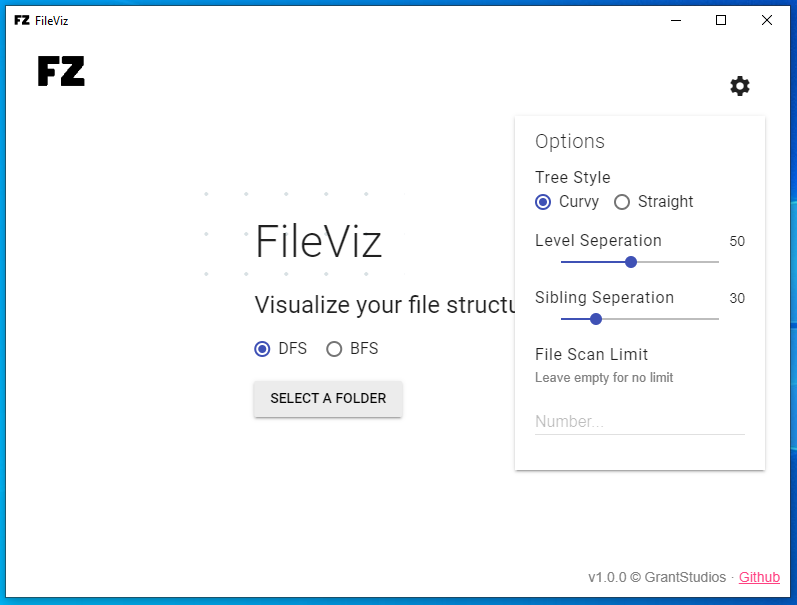 FZ FileViz
FZ
Options
Tree Style
Curvy Straight
Level Seperation 50
Sibling Seperation 30
File Scan Limit
Leave empty for no limit
Number...
FileViz
Visualize your file structu
DFS BFS
SELECT A FOLDER
v1.0.0 © GrantStudios · Github